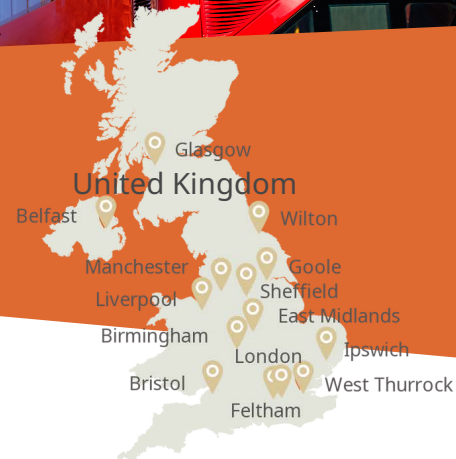 Glasgow
United Kingdom
Belfast
Wilton
Manchester
Goole
Sheffield
Liverpool
East Midlands
Birmingham
Ipswich
London
Bristol
West Thurrock
Feltham